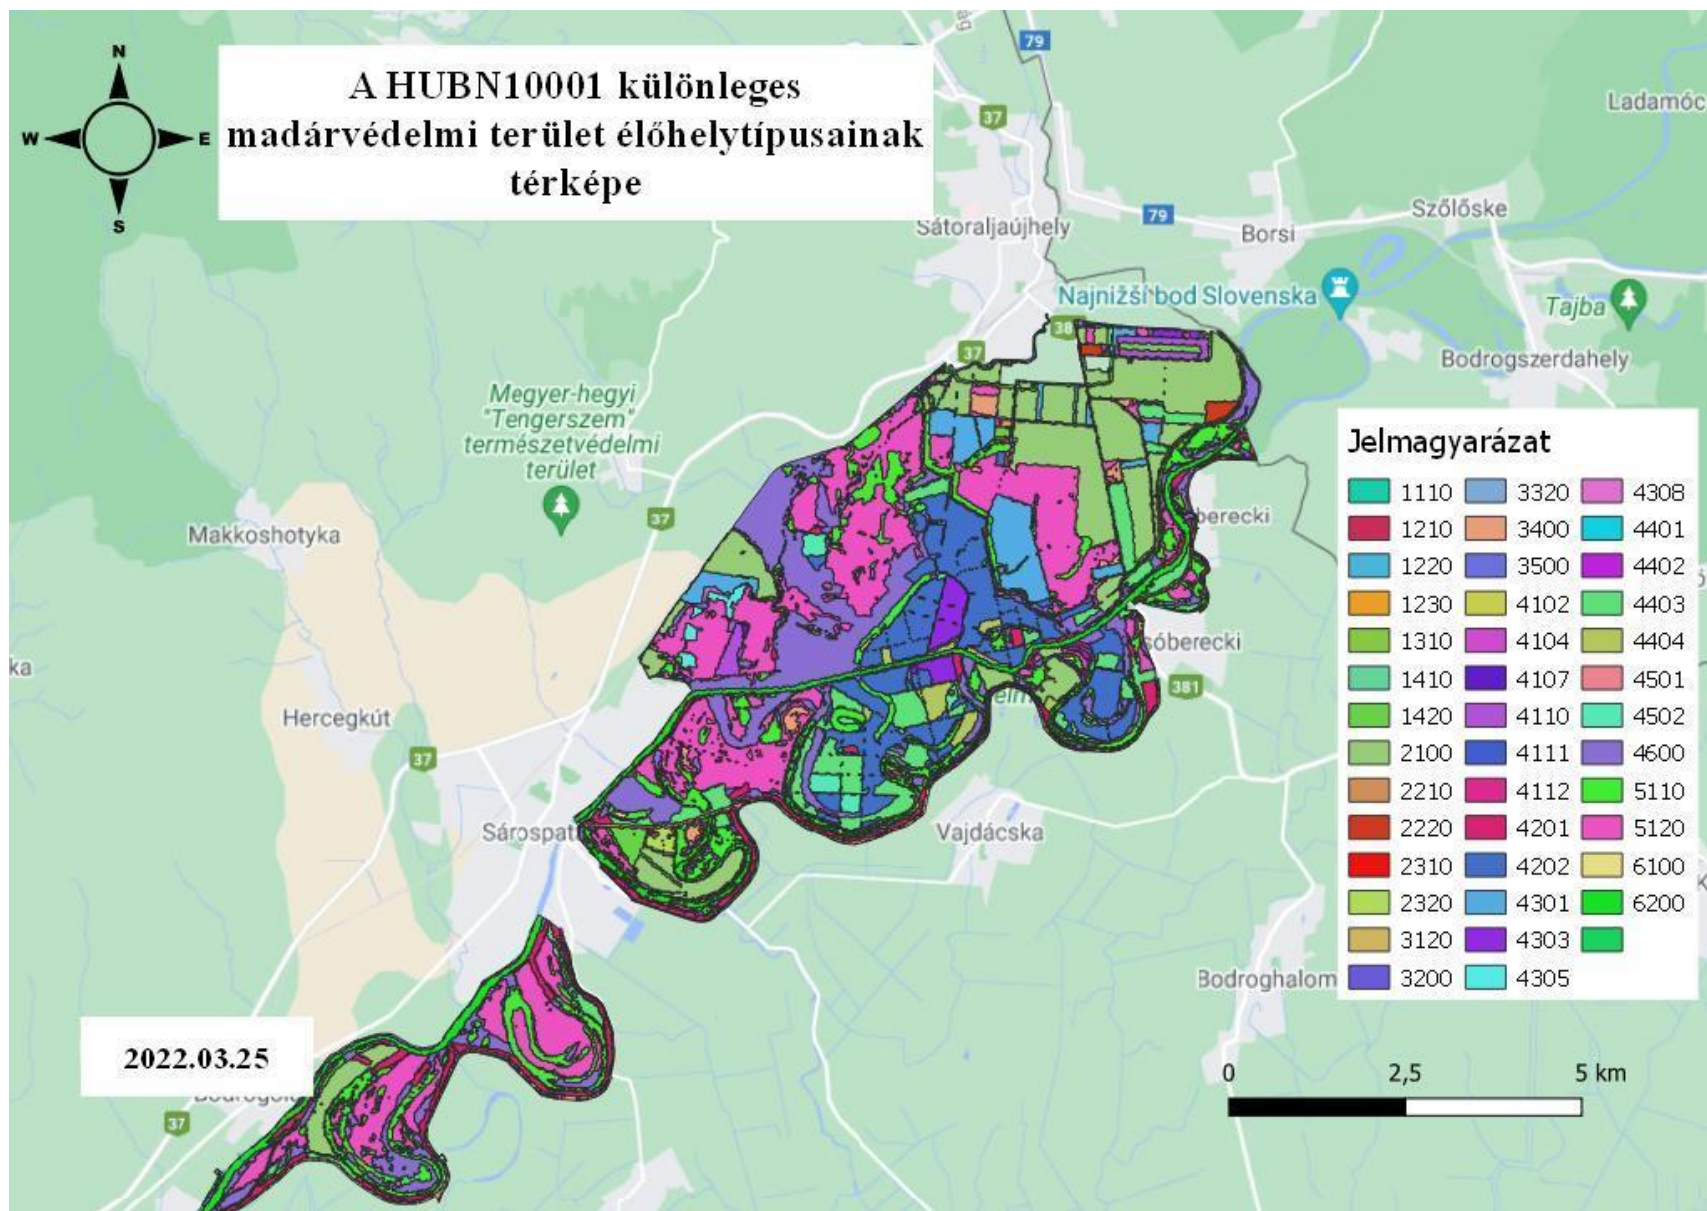 N
W
E
S
A HUBN10001 különleges
madárvédelmi terület élőhelytípusainak
térképe
79
37
Ladamóc
Szőlőske
79
Sátoraljaújhely
Borsi
Najnižší bod Slovenska
Tajba
38
37
Bodrogszerdahely
Megyer-hegyi
"Tengerszem"
természetvédelmi
terület
37
Makkoshotyka
berecki
sóberecki
381
ka
Hercegkút
37
Sárospat
Vajdácska
Bodroghalom
Jelmagyarázat
1110
1210
1220
1230
1310
1410
1420
2100
2210
2220
2310
2320
3120
3200
3320
3400
3500
4102
4104
4107
4110
4111
4112
4201
4202
4301
4303
4305
4308
4401
4402
4403
4404
4501
4502
4600
5110
5120
6100
6200
2022.03.25
37
0 2,5 5 km